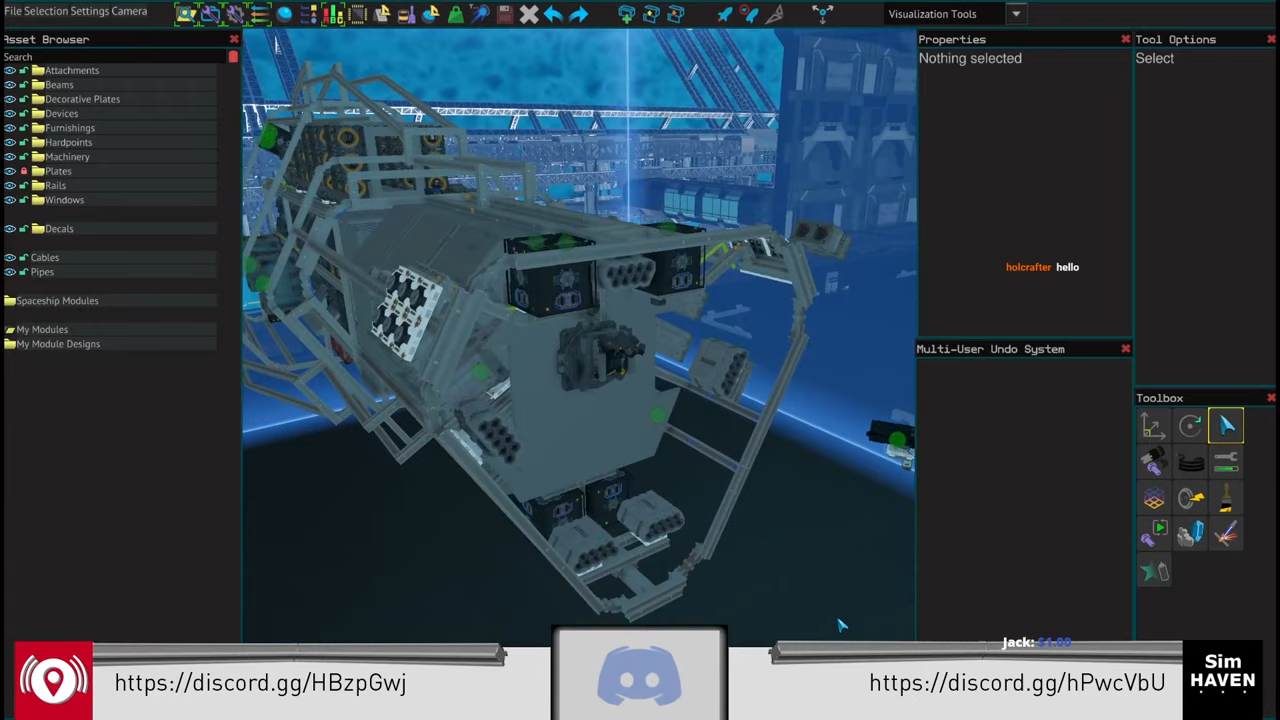 File Selection Settings Camera
Visualization Tools
Asset Browser
Properties
Tool Options
Search
Nothing selected
Select
Attachments
Beams
Decorative Plates
Devices
Furnishings
Hardpoints
Machinery
Plates
Rails
Windows
Decals
Cables
Pipes
Spaceship Modules
My Modules
My Module Designs
holcrafter hello
Multi-User Undo System
Toolbox
Jack: $1.00
https://discord.gg/HBzpGwj
https://discord.gg/hPwcVbU
Sim
HAVEN